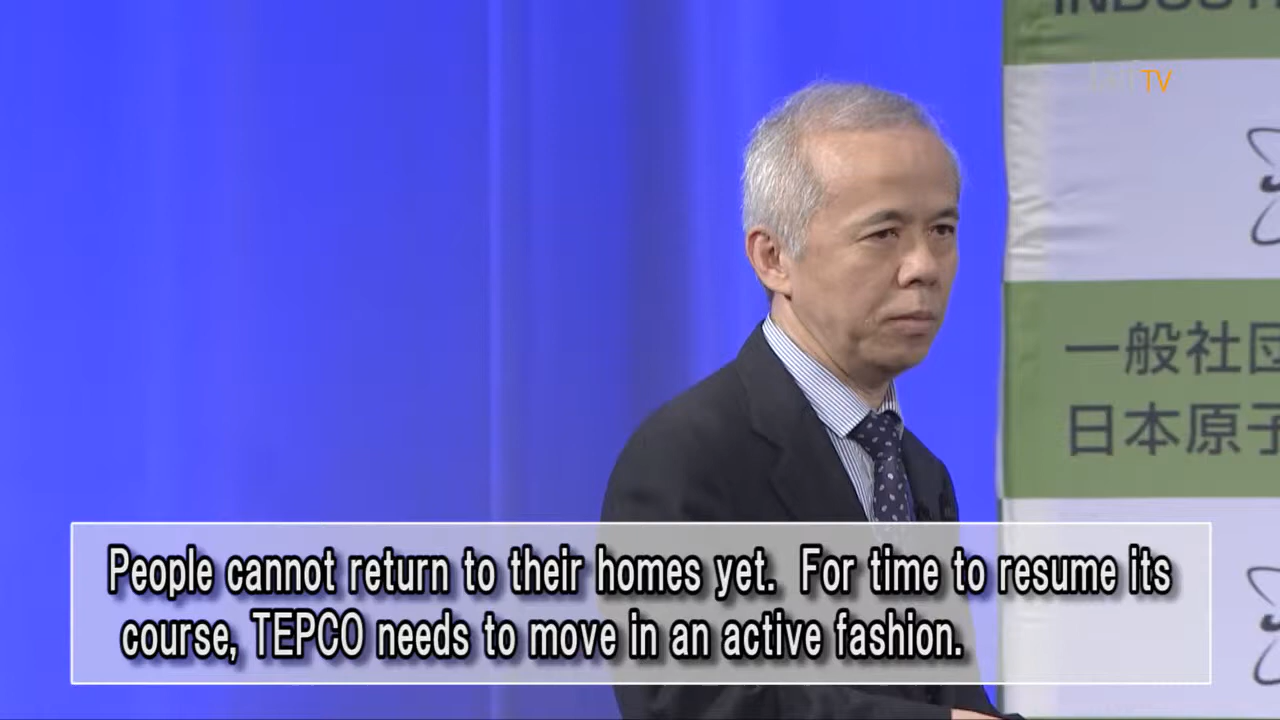 TV
一般社団
日本原子
People cannot return to their homes yet. For time to resume its
course, TEPCO needs to move in an active fashion.